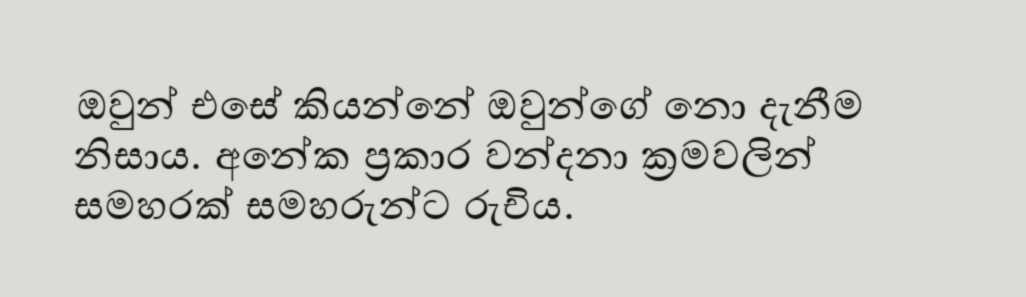 ඔවුන් එසේ කියන්නේ ඔවුන්ගේ නො දැනීම
නිසාය. අනේක ප්‍රකාර වන්දනා ක්‍රමවලින්
සමහරක් සමහරුන්ට රුචිය.